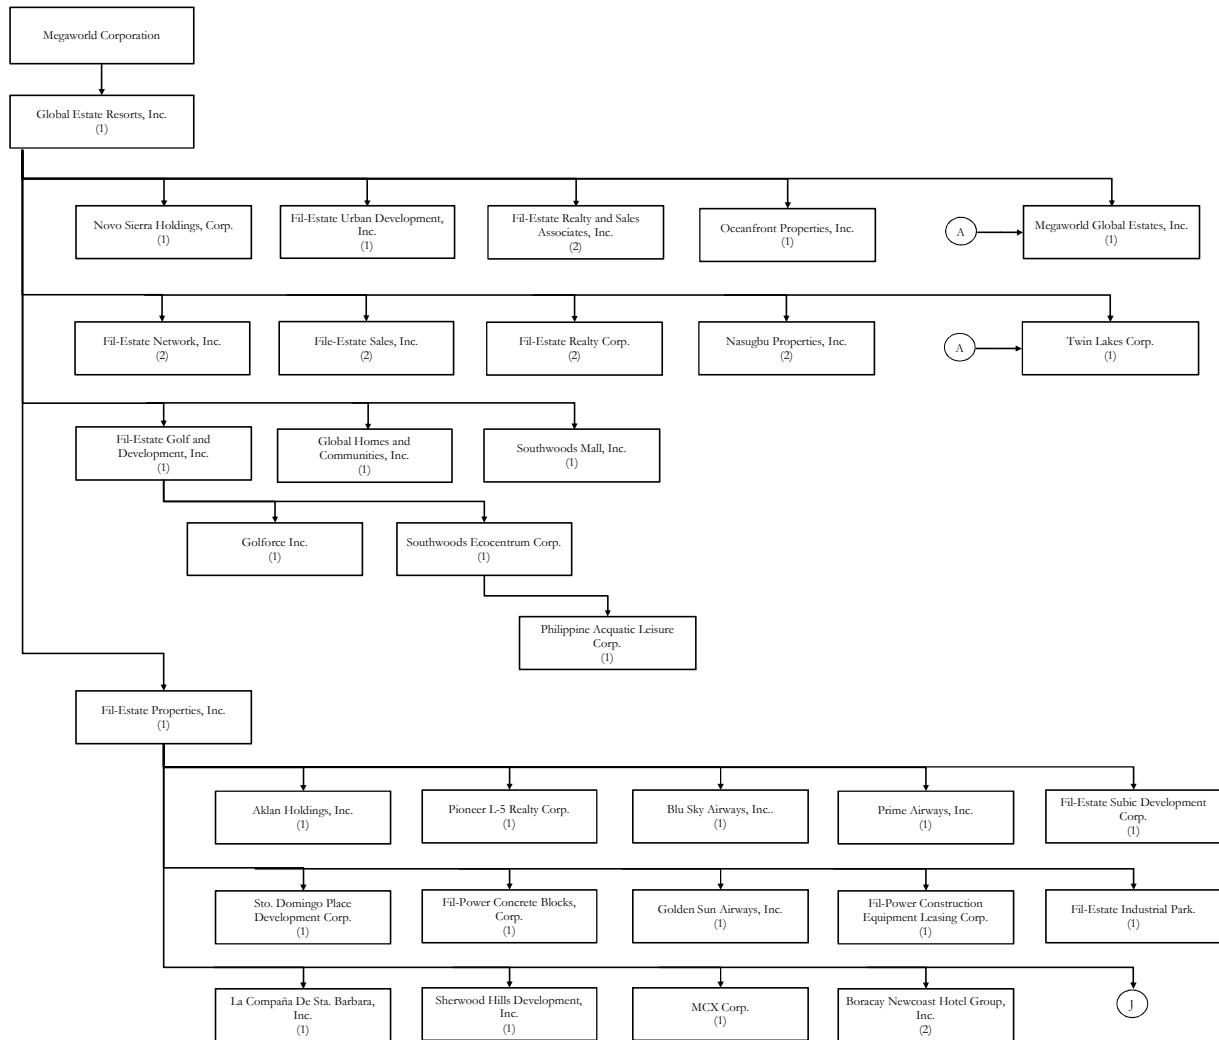 Megaworld Corporation
Global Estate Resorts, Inc.
(1)
Novo Sierra Holdings, Corp.
(1)
Fil-Estate Urban Development,
Inc.
(1)
Fil-Estate Realty and Sales
Associates, Inc.
(2)
Oceanfront Properties, Inc.
(1)
A
Megaworld Global Estates, Inc.
(1)
Fil-Estate Network, Inc.
(2)
File-Estate Sales, Inc.
(2)
Fil-Estate Realty Corp.
(2)
Nasugbu Properties, Inc.
(2)
A
Twin Lakes Corp.
(1)
Fil-Estate Golf and
Development, Inc.
(1)
Global Homes and
Communities, Inc.
(1)
Southwoods Mall, Inc.
(1)
Golforce Inc.
(1)
Southwoods Ecocentrum Corp.
(1)
Philippine Acquatic Leisure
Corp.
(1)
Fil-Estate Properties, Inc.
(1)
Aklan Holdings, Inc.
(1)
Pioneer L-5 Realty Corp.
(1)
Blu Sky Airways, Inc..
(1)
Prime Airways, Inc.
(1)
Fil-Estate Subic Development
Corp.
(1)
Sto. Domingo Place
Development Corp.
(1)
Fil-Power Concrete Blocks,
Corp.
(1)
Golden Sun Airways, Inc.
(1)
Fil-Power Construction
Equipment Leasing Corp.
(1)
Fil-Estate Industrial Park.
(1)
La Compaña De Sta. Barbara,
Inc.
(1)
Sherwood Hills Development,
Inc.
(1)
MCX Corp.
(1)
Boracay Newcoast Hotel Group,
Inc.
(2)
J